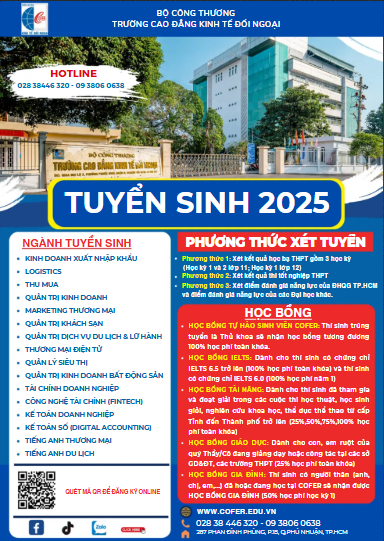 BỘ CÔNG THƯƠNG
TRƯỜNG CAO ĐẲNG KINH TẾ ĐỐI NGOẠI
HOTLINE
028 38446 320 - 09 3806 0638
BỘ CÔNG THƯƠNG
TRƯỜNG CAO ĐẲNG KINH TẾ ĐỐI NGOẠI
TUYỂN SINH 2025
NGÀNH TUYỂN SINH
KINH DOANH XUẤT NHẬP KHẨU
LOGISTICS
THU MUA
QUẢN TRỊ KINH DOANH
MARKETING THƯƠNG MẠI
QUẢN TRỊ KHÁCH SẠN
QUẢN TRỊ DỊCH VỤ DU LỊCH & LỮ HÀNH
THƯƠNG MẠI ĐIỆN TỬ
QUẢN LÝ SIÊU THỊ
QUẢN TRỊ KINH DOANH BẤT ĐỘNG SẢN
TÀI CHÍNH DOANH NGHIỆP
CÔNG NGHỆ TÀI CHÍNH (FINTECH)
KẾ TOÁN DOANH NGHIỆP
KẾ TOÁN SỐ (DIGITAL ACCOUNTING)
TIẾNG ANH THƯƠNG MẠI
TIẾNG ANH DU LỊCH
QUÉT MÃ QR ĐỂ ĐĂNG KÝ ONLINE
Zalo
CLICK HERE!
PHƯƠNG THỨC XÉT TUYỂN
Phương thức 1: Xét kết quả học bạ THPT gồm 3 học kỳ
(Học kỳ 1 và 2 lớp 11; Học kỳ 1 lớp 12)
Phương thức 2: Xét kết quả thi tốt nghiệp THPT
Phương thức 3: Xét điểm đánh giá năng lực của ĐHQG TP.HCM
và điểm đánh giá năng lực của các Đại học khác.
HỌC BỔNG
HỌC BỔNG TỰ HÀO SINH VIÊN COFER: Thí sinh trúng
tuyển là Thủ khoa sẽ nhận học bổng tương đương
100% học phí toàn khóa.
HỌC BỔNG IELTS: Dành cho thí sinh có chứng chỉ
IELTS 6.5 trở lên (100% học phí toàn khóa) và thí sinh
có chứng chỉ IELTS 6.0 (100% học phí năm 1)
HỌC BỔNG TÀI NĂNG: Dành cho thí sinh đã tham gia
và đoạt giải trong các cuộc thi học thuật, học sinh
giỏi, nghiên cứu khoa học, thể dục thể thao từ cấp
Tỉnh đến Thành phố trở lên (25%,50%,75%,100% học
phí toàn khóa)
HỌC BỔNG GIÁO DỤC: Dành cho con, em ruột của
quý Thầy/Cô đang giảng dạy hoặc công tác tại các sở
GD&ĐT, các trường THPT (25% học phí toàn khóa)
HỌC BỔNG GIA ĐÌNH: Thí sinh có người thân (anh,
chị, em,...) đã hoặc đang học tại COFER sẽ nhận được
HỌC BỔNG GIA ĐÌNH (50% học phí học kỳ 1)
WWW.COFER.EDU.VN
028 38 446 320 - 09 3806 0638
287 PHAN ĐÌNH PHÙNG, P.15, Q.PHÚ NHUẬN, TP.HCM